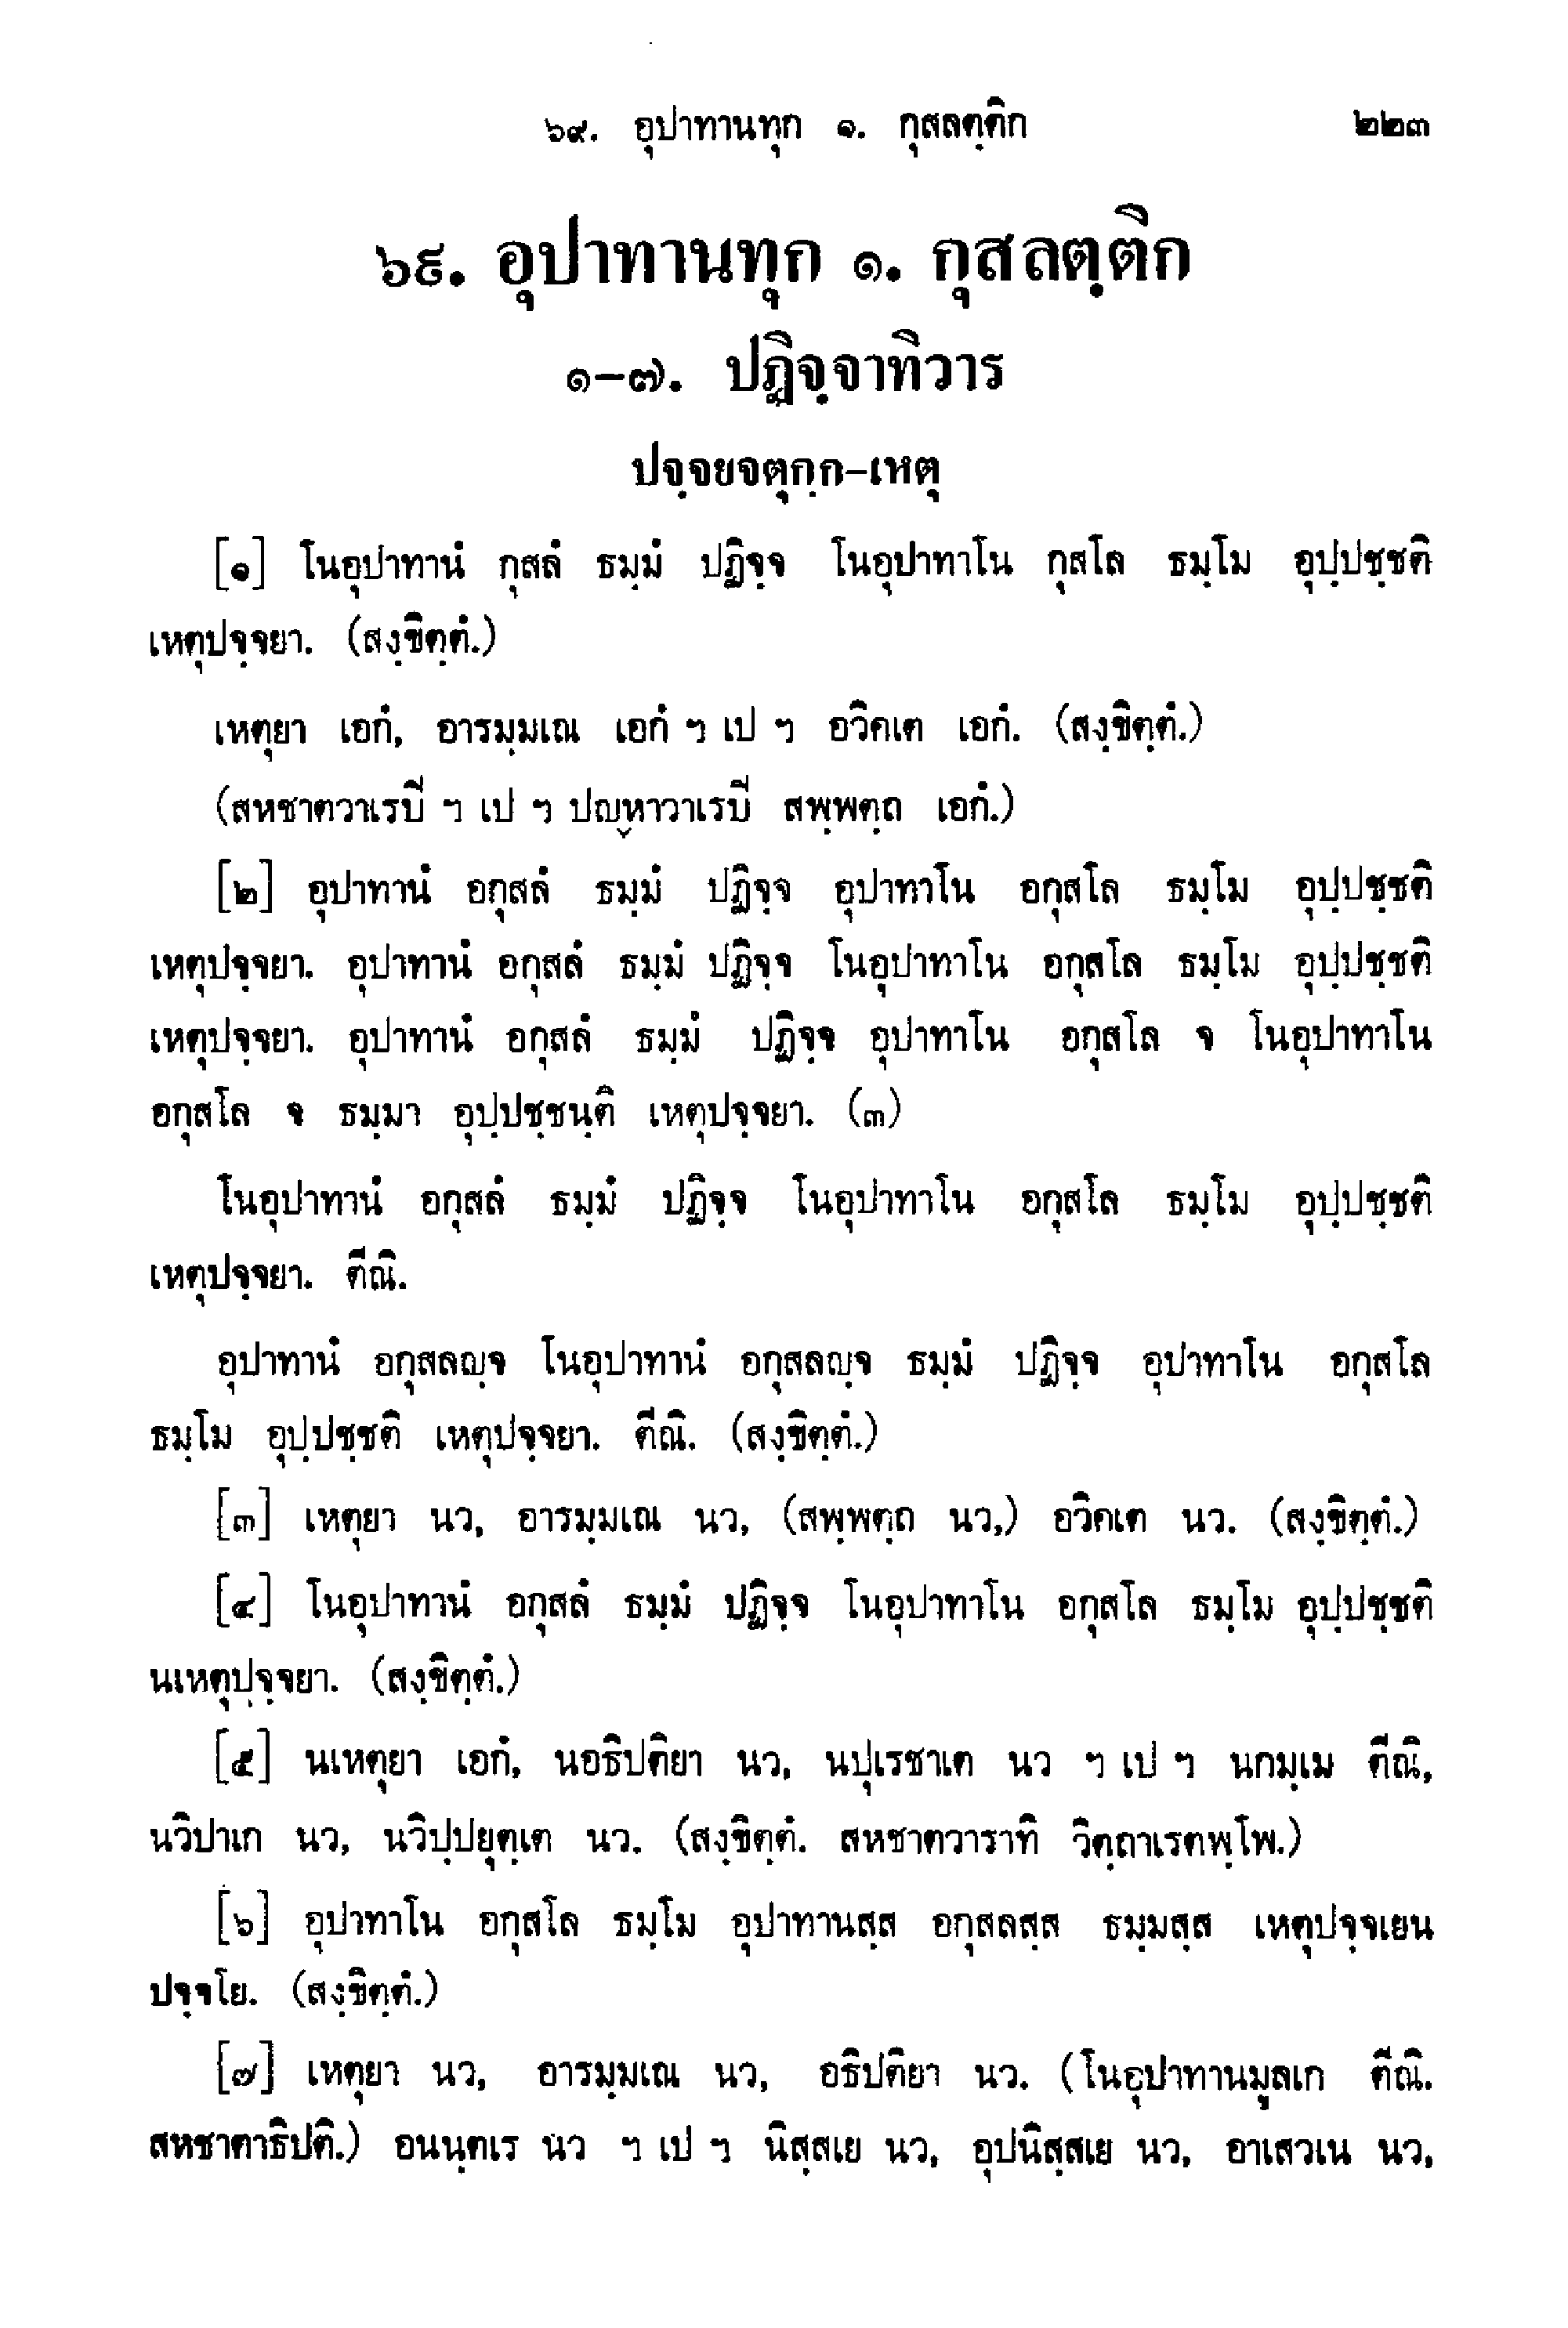 ๖๙. อุปาทานทุก ๑. กุสลตฺติก ๒๒๓
๖๙. อุปาทานทุก ๑. กุสลตฺติก
๑-๗. ปฏิจฺจาทิวาร
ปจฺจยจตุกฺก-เหตุ
[๑] โนอุปาทานํ กุสลํ ธมฺมํ ปฏิจฺจ โนอุปาทาโน กุสโล ธมฺโม อุปฺปชฺชติ
เหตุปจฺจยา. (สงฺขิตฺตํ.)
เหตุยา เอกํ, อารมฺมเณ เอกํ ฯ เป ฯ อวิคเต เอกํ. (สงฺขิตฺตํ.)
(สหชาตวาเรปิ ฯ เป ฯ ปญฺหาวาเรปิ สพฺพตฺถ เอกํ.)
[๒] อุปาทานํ อกุสลํ ธมฺมํ ปฏิจฺจ อุปาทาโน อกุสโล ธมฺโม อุปฺปชฺชติ
เหตุปจฺจยา. อุปาทานํ อกุสลํ ธมฺมํ ปฏิจฺจ โนอุปาทาโน อกุสโล ธมฺโม อุปฺปชฺชติ
เหตุปจฺจยา. อุปาทานํ อกุสลํ ธมฺมํ ปฏิจฺจ อุปาทาโน อกุสโล จ โนอุปาทาโน
อกุสโล จ ธมฺมา อุปฺปชฺชนฺติ เหตุปจฺจยา. (๓)
โนอุปาทานํ อกุสลํ ธมฺมํ ปฏิจฺจ โนอุปาทาโน อกุสโล ธมฺโม อุปฺปชฺชติ
เหตุปจฺจยา. ตีณิ.
อุปาทานํ อกุสลญฺจ โนอุปาทานํ อกุสลญฺจ ธมฺมํ ปฏิจฺจ อุปาทาโน อกุสโล
ธมฺโม อุปฺปชฺชติ เหตุปจฺจยา. ตีณิ. (สงฺขิตฺตํ.)
[๓] เหตุยา นว, อารมฺมเณ นว, (สพฺพตฺถ นว,) อวิคเต นว. (สงฺขิตฺตํ.)
[๔] โนอุปาทานํ อกุสลํ ธมฺมํ ปฏิจฺจ โนอุปาทาโน อกุสโล ธมฺโม อุปฺปชฺชติ
นเหตุปจฺจยา. (สงฺขิตฺตํ.)
[๕] นเหตุยา เอกํ, นอธิปติยา นว, นปุเรชาเต นว ฯ เป ฯ นกมฺเม ตีณิ,
นวิปาเก นว, นวิปฺปยุตฺเต นว. (สงฺขิตฺตํ. สหชาตวาราทิ วิตฺถาเรตพฺโพ.)
[๖] อุปาทาโน อกุสโล ธมฺโม อุปาทานสฺส อกุสลสฺส ธมฺมสฺส เหตุปจฺจเยน
ปจฺจโย. (สงฺขิตฺตํ.)
[๗] เหตุยา นว, อารมฺมเณ นว, อธิปติยา นว. (โนอุปาทานมูลเก ตีณิ.
สหชาตาธิปติ.) อนนฺตเร นว ฯ เป ฯ นิสฺสเย นว, อุปนิสฺสเย นว, อาเสวเน นว,